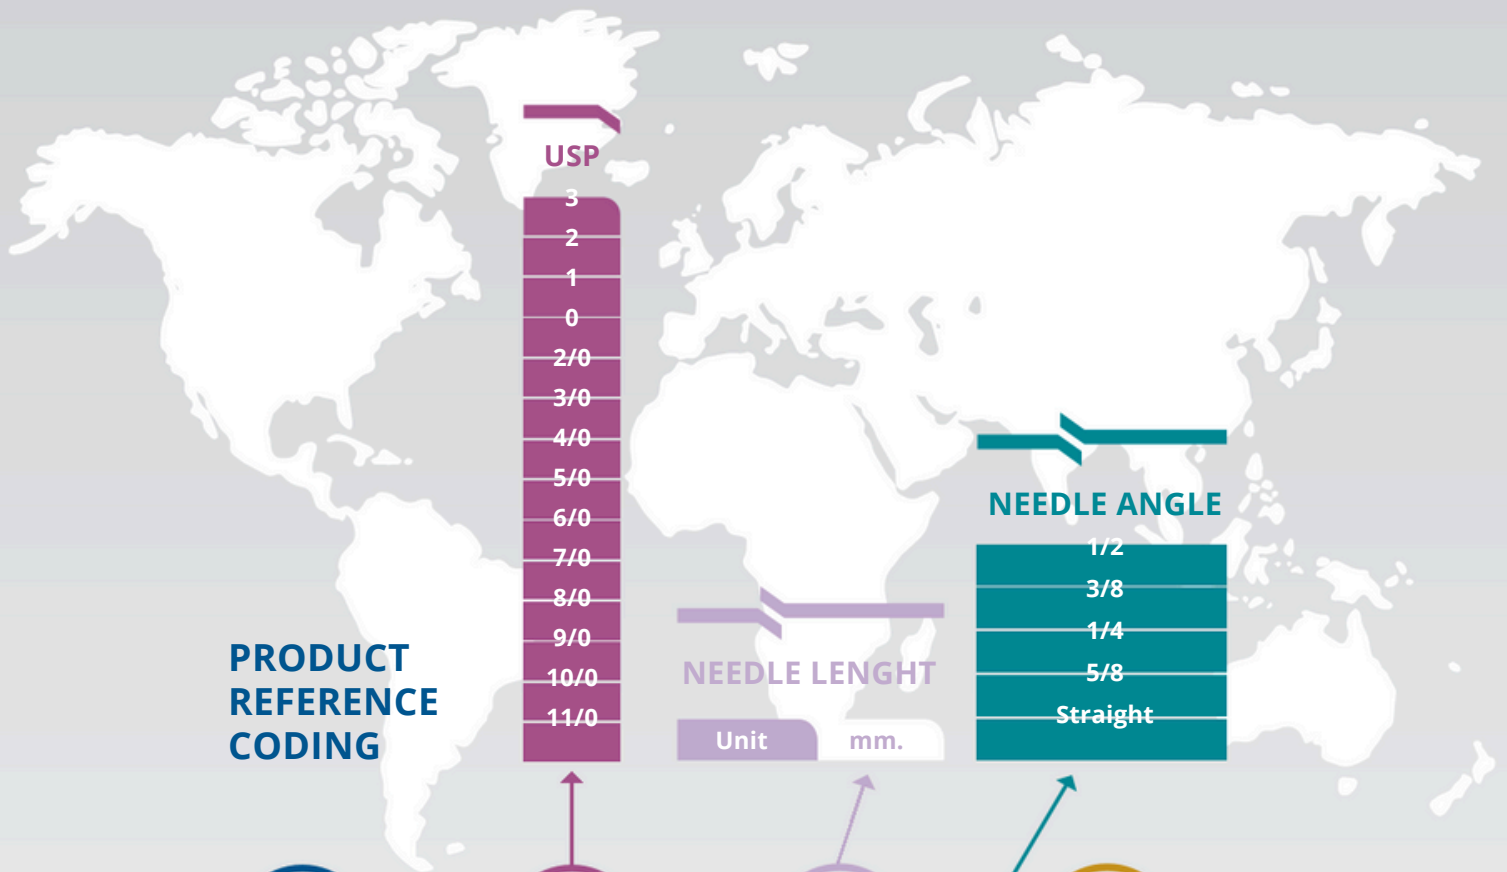 USP
3
2
1
0
2/0
3/0
4/0
5/0
6/0
7/0
8/0
9/0
10/0
11/0
PRODUCT
REFERENCE
CODING
NEEDLE LENGHT
Unit mm.
NEEDLE ANGLE
1/2
3/8
1/4
5/8
Straight